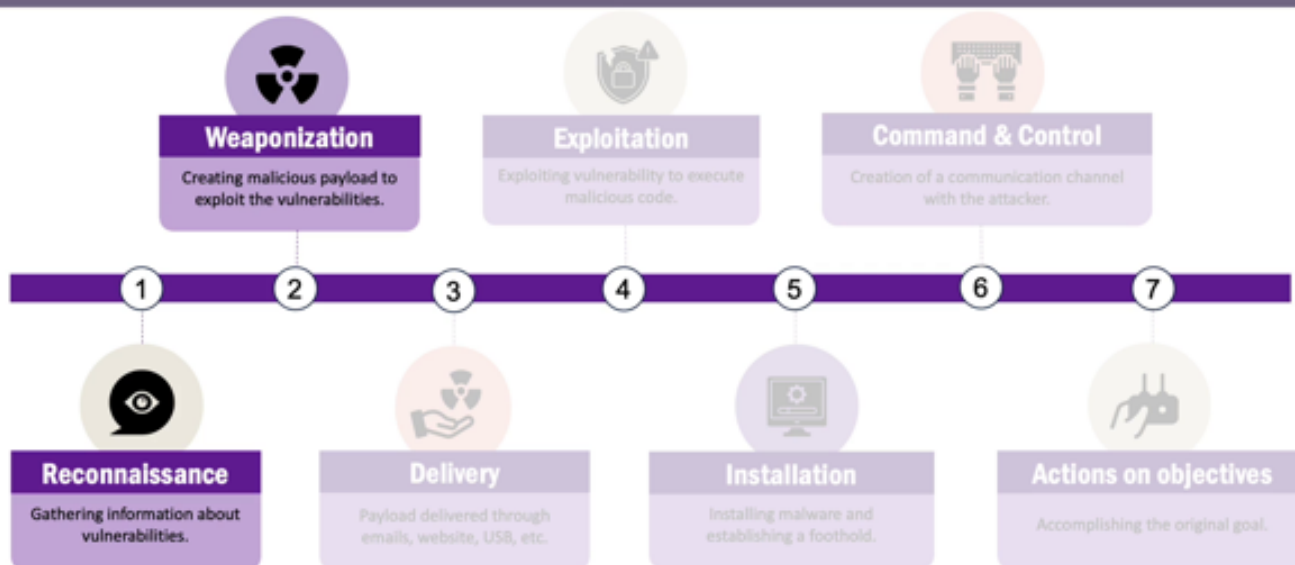 Weaponization
Creating malicious payload to
exploit the vulnerabilities.
Exploitation
Exploiting vulnerability to execute
malicious code.
Command & Control
Creation of a communication channel
with the attacker.
1
2
3
4
5
6
7
Reconnaissance
Gathering information about
vulnerabilities.
Delivery
Payload delivered through
emails, website, USB, etc.
Installation
Installing malware and
establishing a foothold.
Actions on objectives
Accomplishing the original goal.